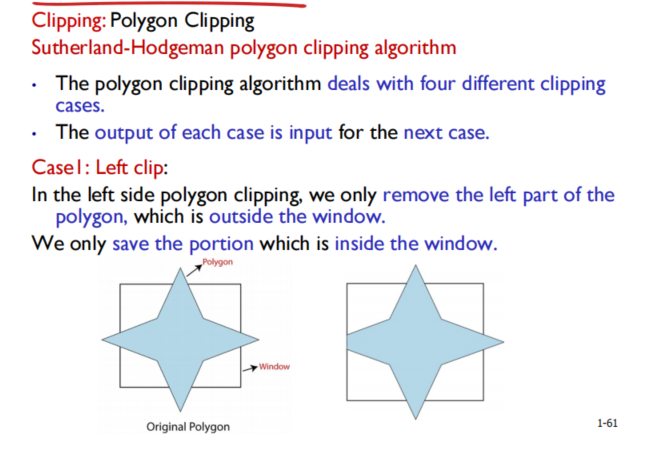 Clipping: Polygon Clipping
Sutherland-Hodgeman polygon clipping algorithm
• The polygon clipping algorithm deals with four different clipping
cases.
• The output of each case is input for the next case.
Case1: Left clip:
In the left side polygon clipping, we only remove the left part of the
polygon, which is outside the window.
We only save the portion which is inside the window.
Polygon
Window
Original Polygon
1-61